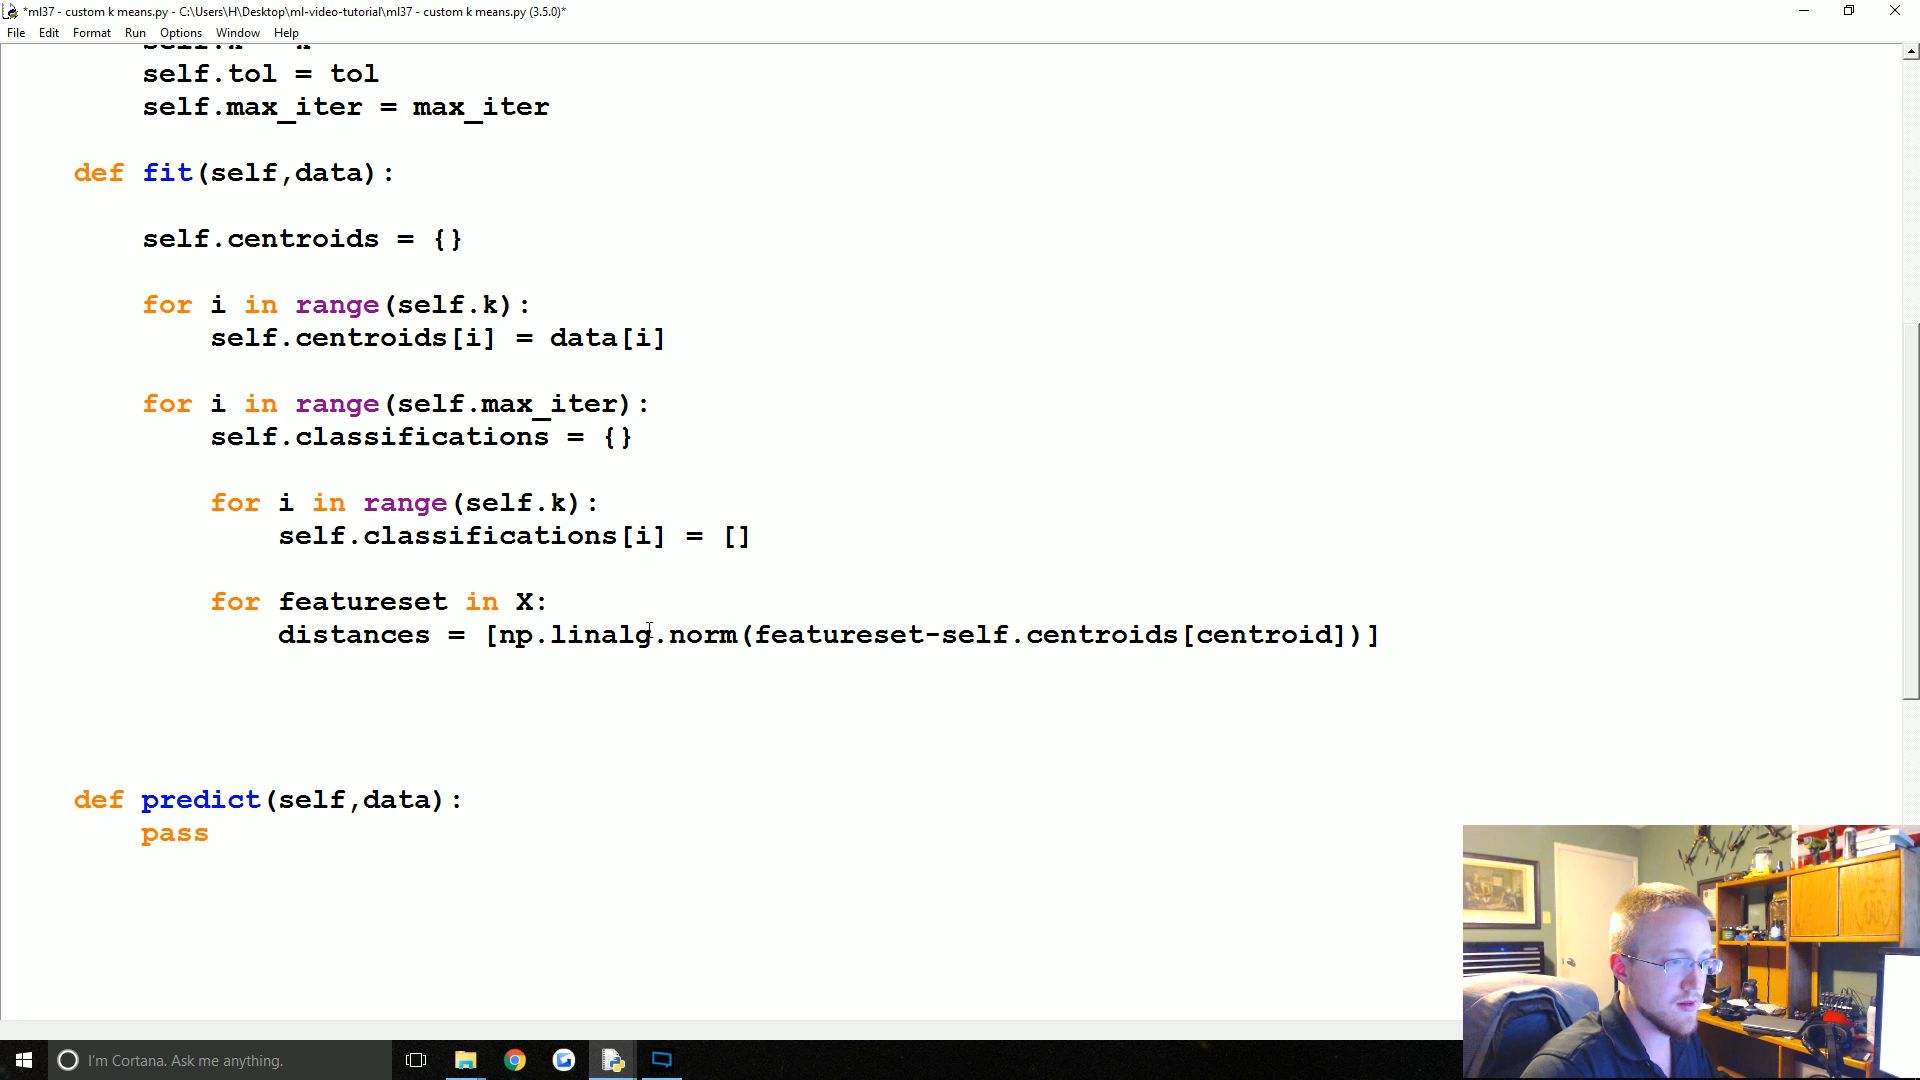 *ml37 - custom k means.py - C:\Users\H\Desktop\ml-video-tutorial\ml37 - custom k means.py (3.5.0)*
File Edit Format Run Options Window Help
self.tol = tol
self.max_iter = max_iter
def fit(self,data):
self.centroids = {}
for i in range(self.k):
self.centroids[i] = data[i]
for i in range(self.max_iter):
self.classifications = {}
for i in range(self.k):
self.classifications[i] = []
for featureset in X:
distances = [np.linalg.norm(featureset-self.centroids[centroid])]
def predict(self,data):
pass
I'm Cortana. Ask me anything.